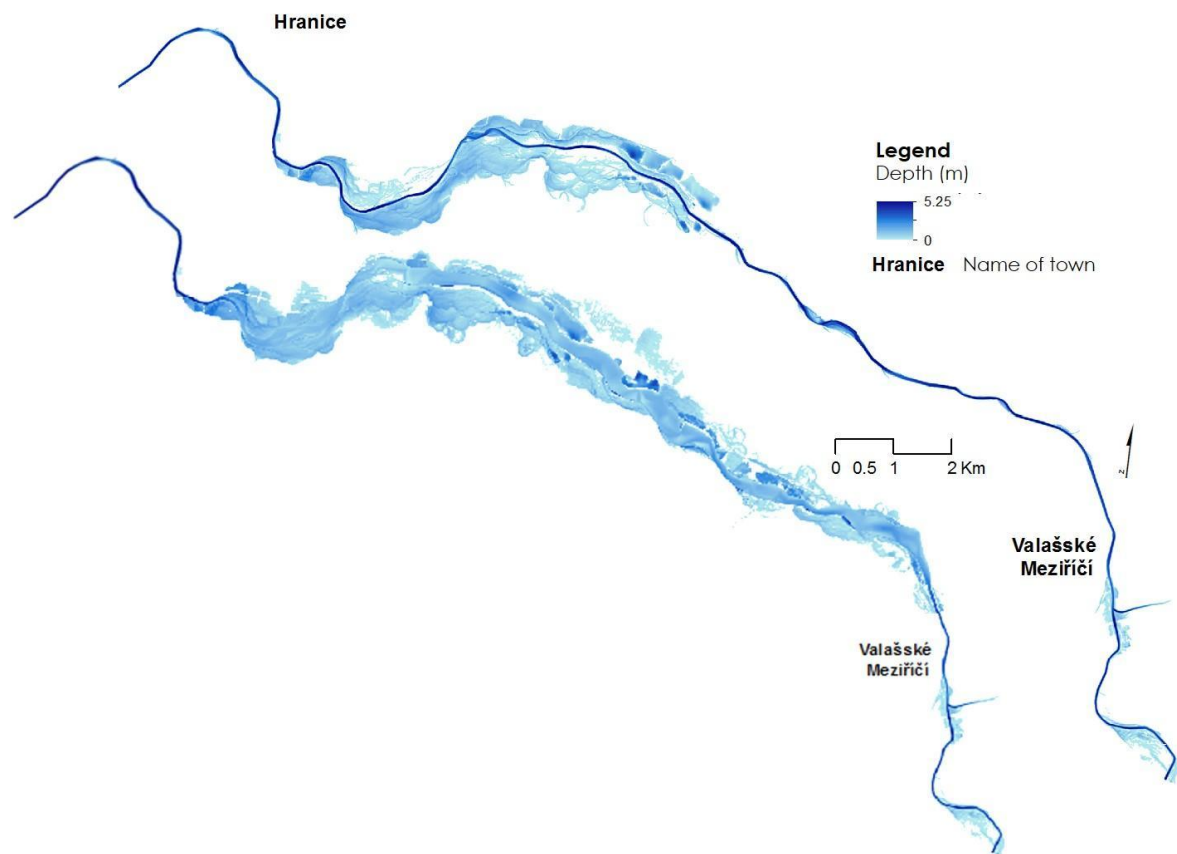 Hranice
Legend
Depth (m)
5.25
0
Hranice Name of town
0 0.5 1 2 Km
Valašské
Meziříčí
Valašské
Meziříčí